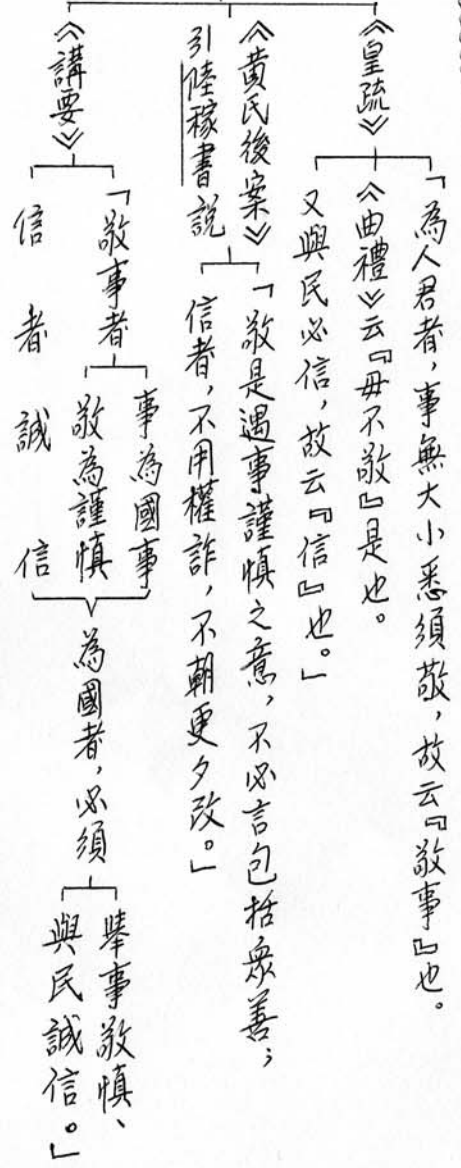 《皇疏》
「為人君者，事無大小悉須敬，故云『敬事』也。
《曲禮》云『毋不敬』是也。
又與民必信，故云『信』也。」
《黃氏後案》
引陸稼書說
「敬是遇事謹慎之意，不必言包括眾善；
信者，不用權詐，不朝更夕改。」
《講要》
「敬事者
事為國事
敬為謹慎
信者誠信
為國者，必須
舉事敬慎、
與民誠信。」